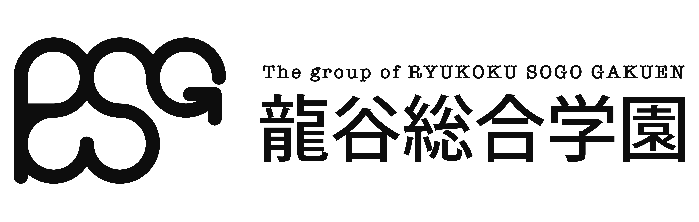 RSG
The group of RYUKOKU SOGO GAKUEN
龍谷総合学園